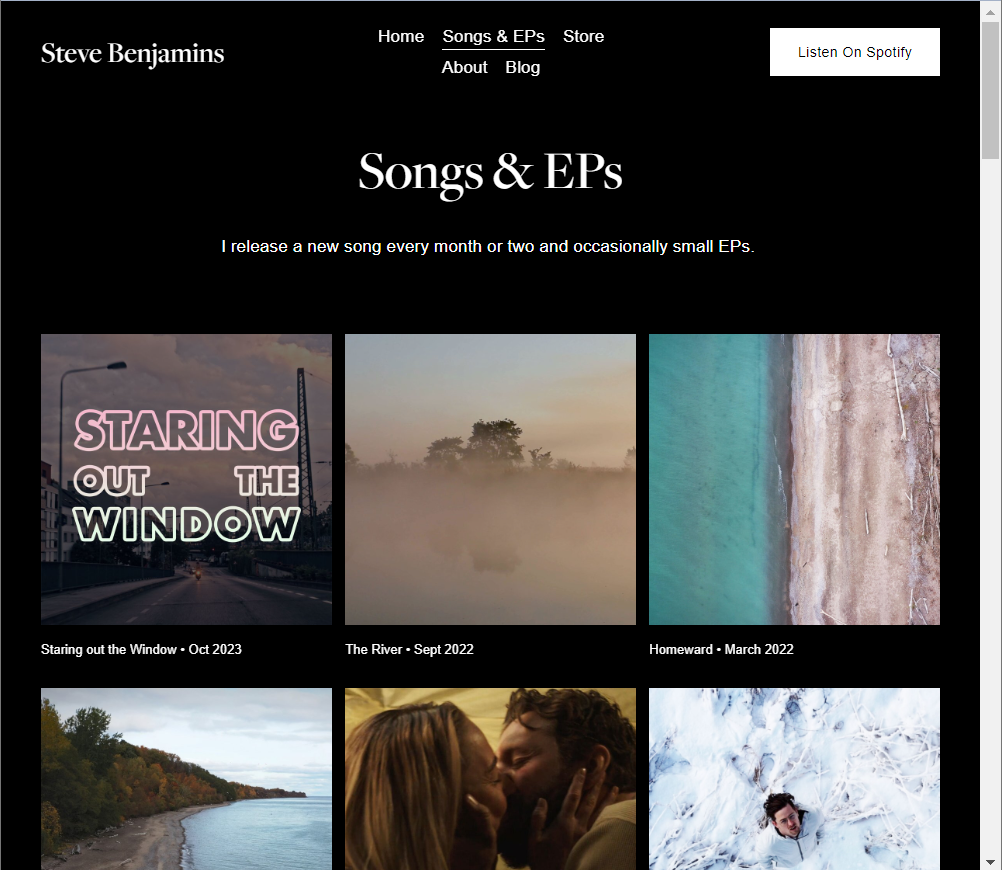 Steve Benjamins
Home Songs & EPs Store
About Blog
Listen On Spotify
Songs & EPs
I release a new song every month or two and occasionally small EPs.
STARING
OUT THE
WINDOW
Staring out the Window • Oct 2023
The River • Sept 2022
Homeward • March 2022